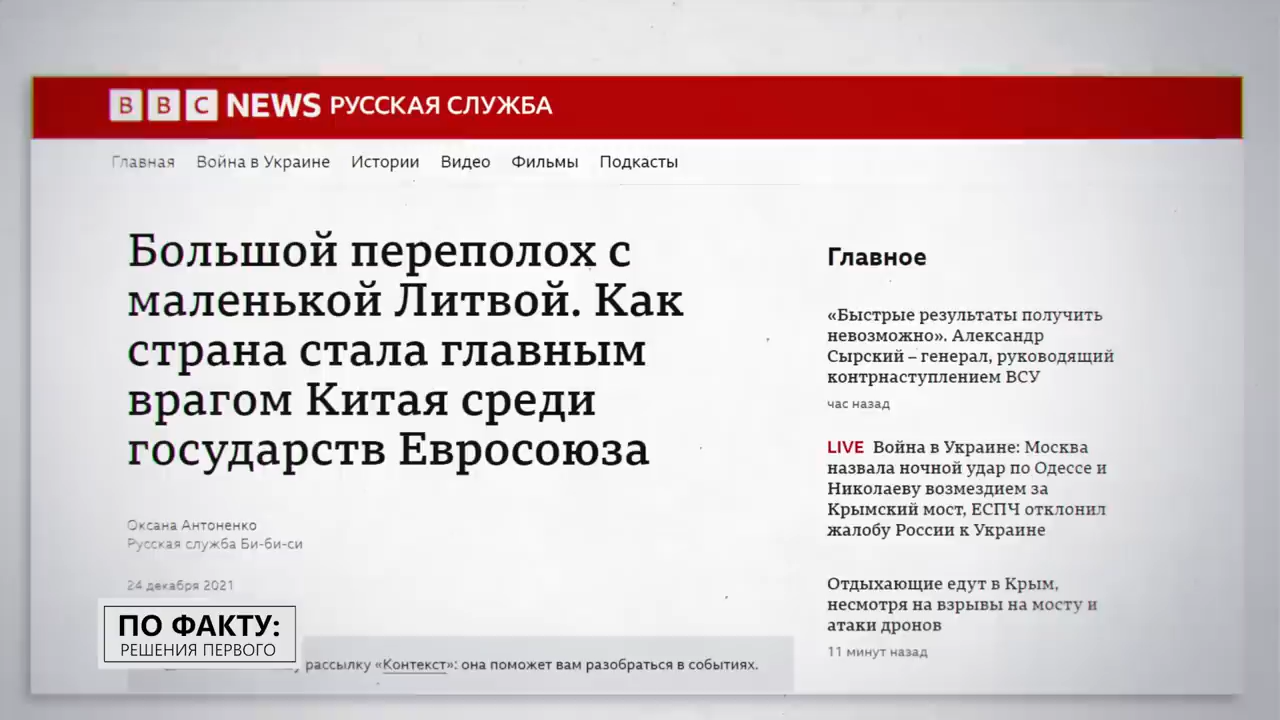 BBC NEWS РУССКАЯ СЛУЖБА
Главная Война в Украине Истории Видео Фильмы Подкасты
Большой переполох с
маленькой Литвой. Как
страна стала главным
врагом Китая среди
государств Евросоюза
Оксана Антоненко
Русская служба Би-би-си
24 декабря 2021
рассылку «Контекст»: она поможет вам разобраться в событиях.
Главное
«Быстрые результаты получить
невозможно». Александр
Сырский – генерал, руководящий
контрнаступлением ВСУ
час назад
LIVE Война в Украине: Москва
назвала ночной удар по Одессе и
Николаеву возмездием за
Крымский мост, ЕСПЧ отклонил
жалобу России к Украине
Отдыхающие едут в Крым,
несмотря на взрывы на мосту и
атаки дронов
11 минут назад
ПО ФАКТУ:
РЕШЕНИЯ ПЕРВОГО